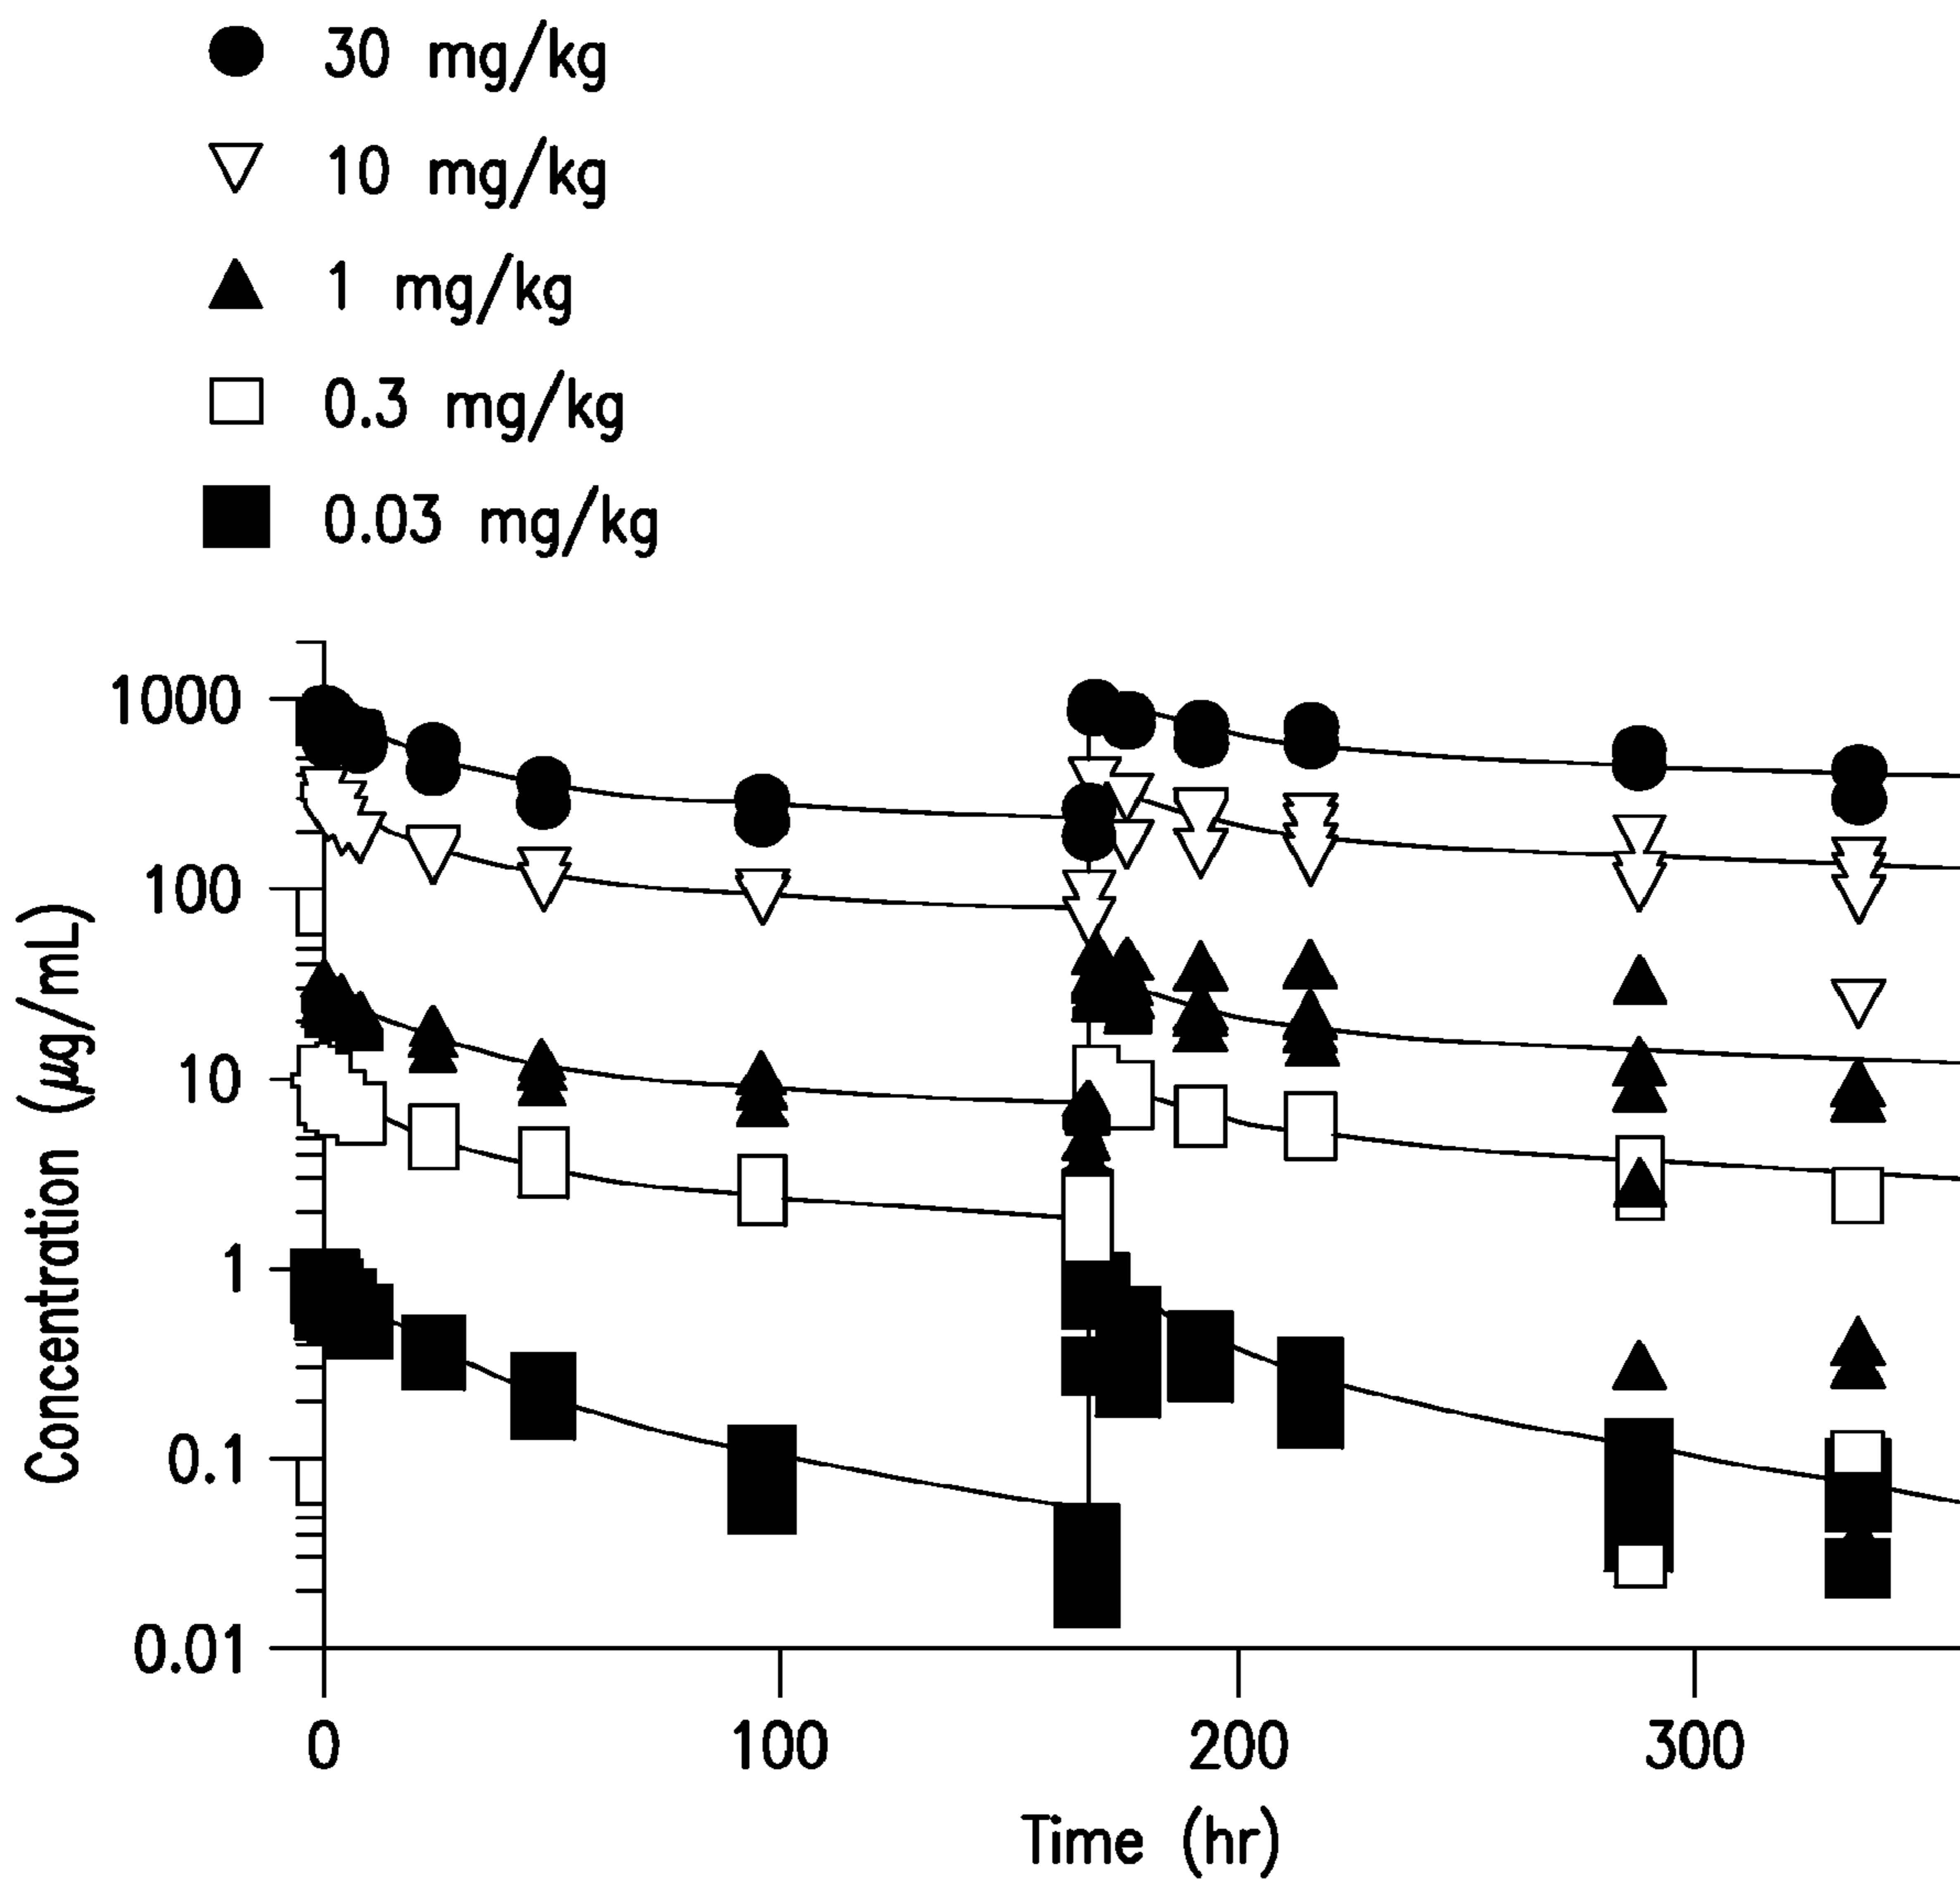 30 mg/kg
10 mg/kg
1 mg/kg
0.3 mg/kg
0.03 mg/kg
1000
100
10
1
0.1
0.01
Concentration (µg/mL)
0 100 200 300
Time (hr)